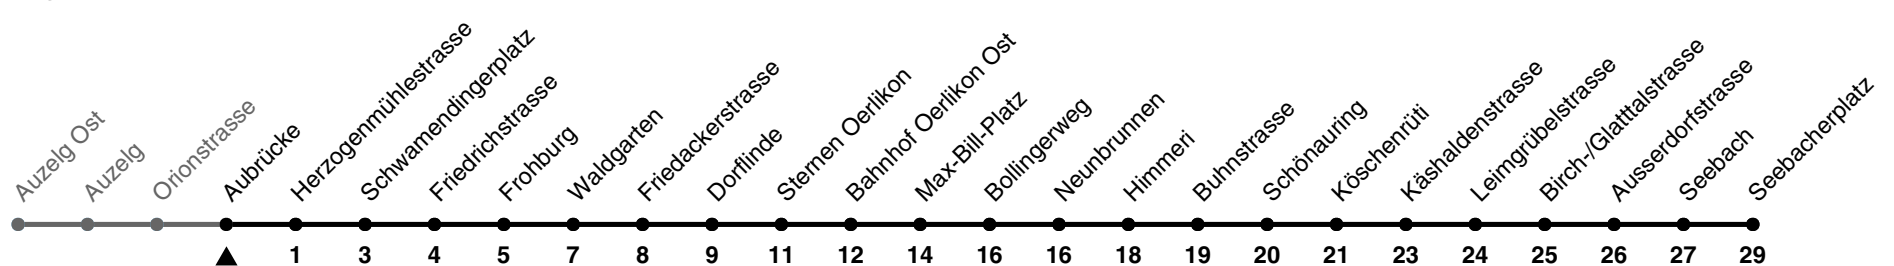 Auzelg Ost
Auzelg
Orionstrasse
Aubrücke
Herzogenmühlestrasse
Schwamendingerplatz
Friedrichstrasse
Frohburg
Waldgarten
Friedackerstrasse
Dorflinde
Sternen Oerlikon
Bahnhof Oerlikon Ost
Max-Bill-Platz
Bollingerweg
Neunbrunnen
Himmeri
Buhnstrasse
Schönauring
Köschenrüti
Käshaldenstrasse
Leimgrübelstrasse
Birch-/Glatttalstrasse
Ausserdorfstrasse
Seebach
Seebacherplatz
1 3 4 5 7 8 9 11 12 14 16 16 18 19 20 21 23 24 25 26 27 29